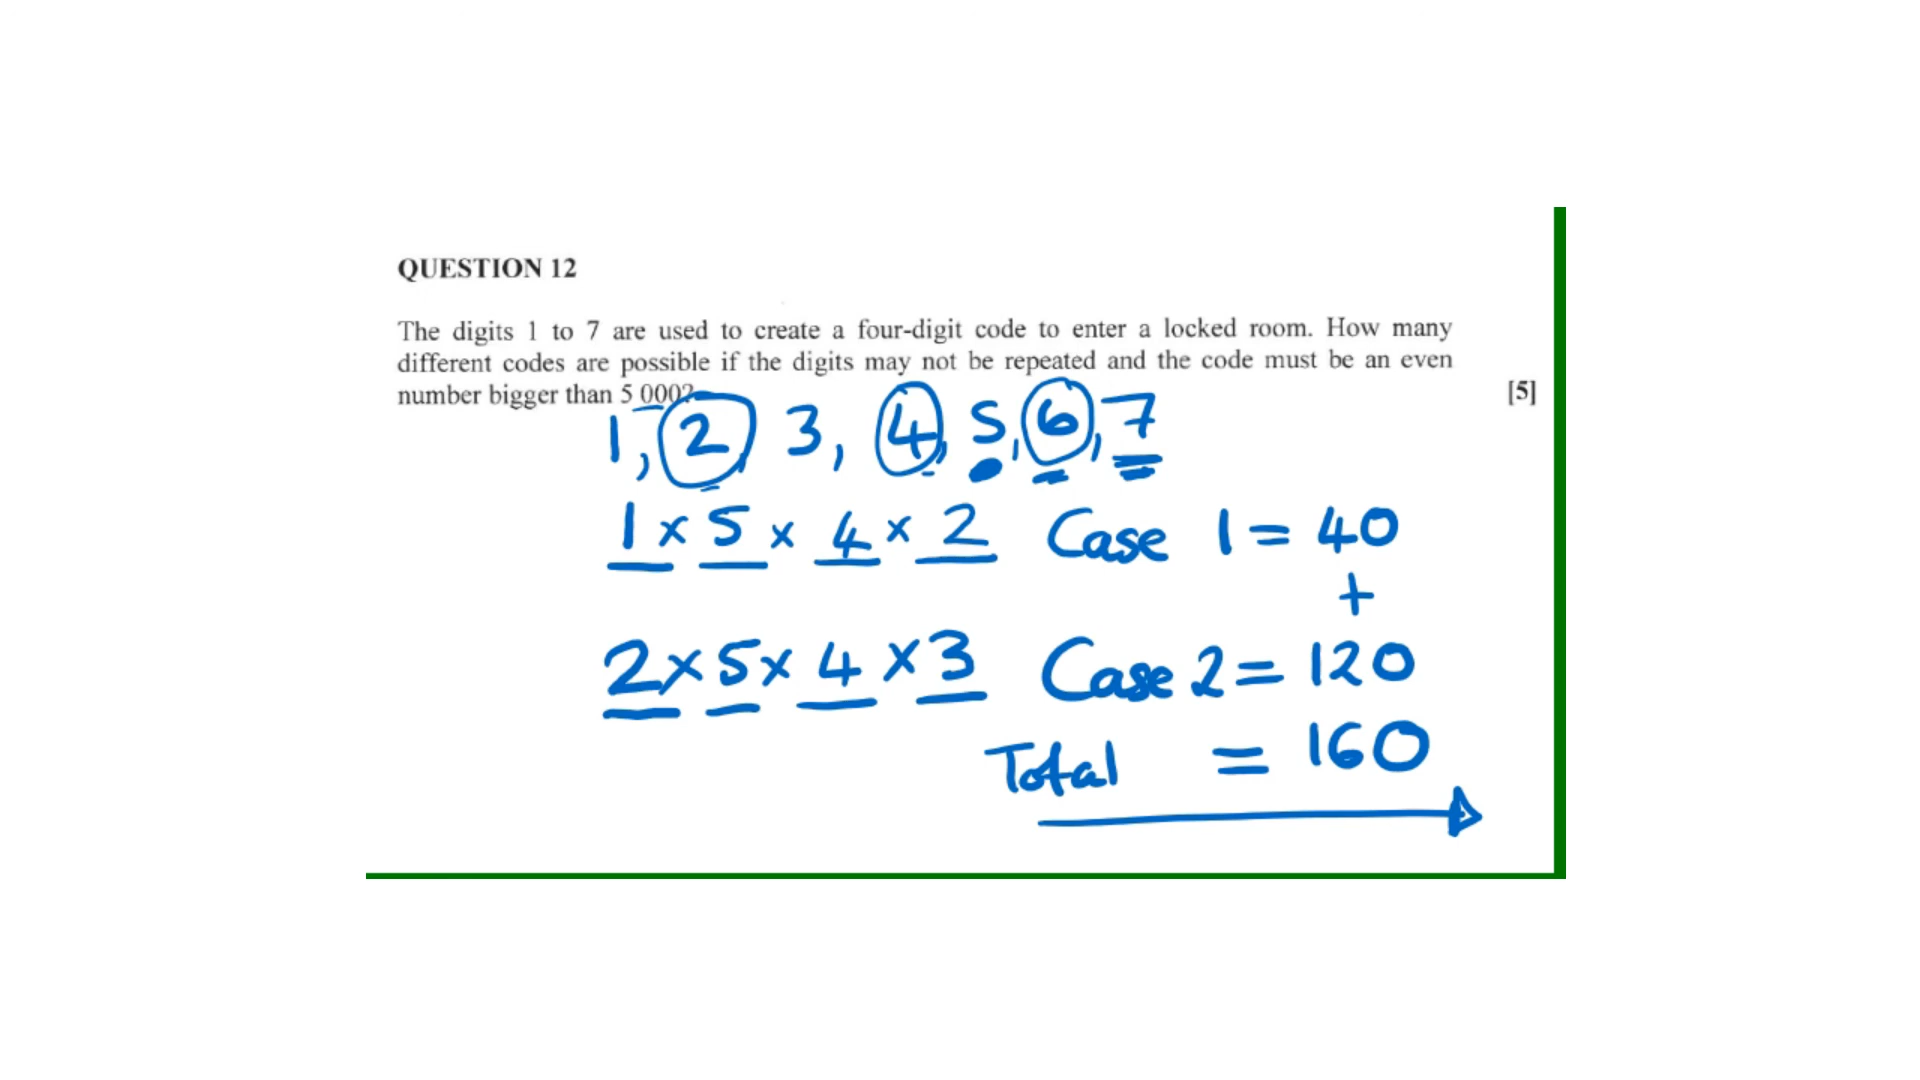 QUESTION 12
The digits 1 to 7 are used to create a four-digit code to enter a locked room. How many
different codes are possible if the digits may not be repeated and the code must be an even
number bigger than 5 000?
[5]
1, 2, 3, 4, 5, 6, 7
1 × 5 × 4 × 2 Case 1 = 40
+
2 × 5 × 4 × 3 Case 2 = 120
Total = 160